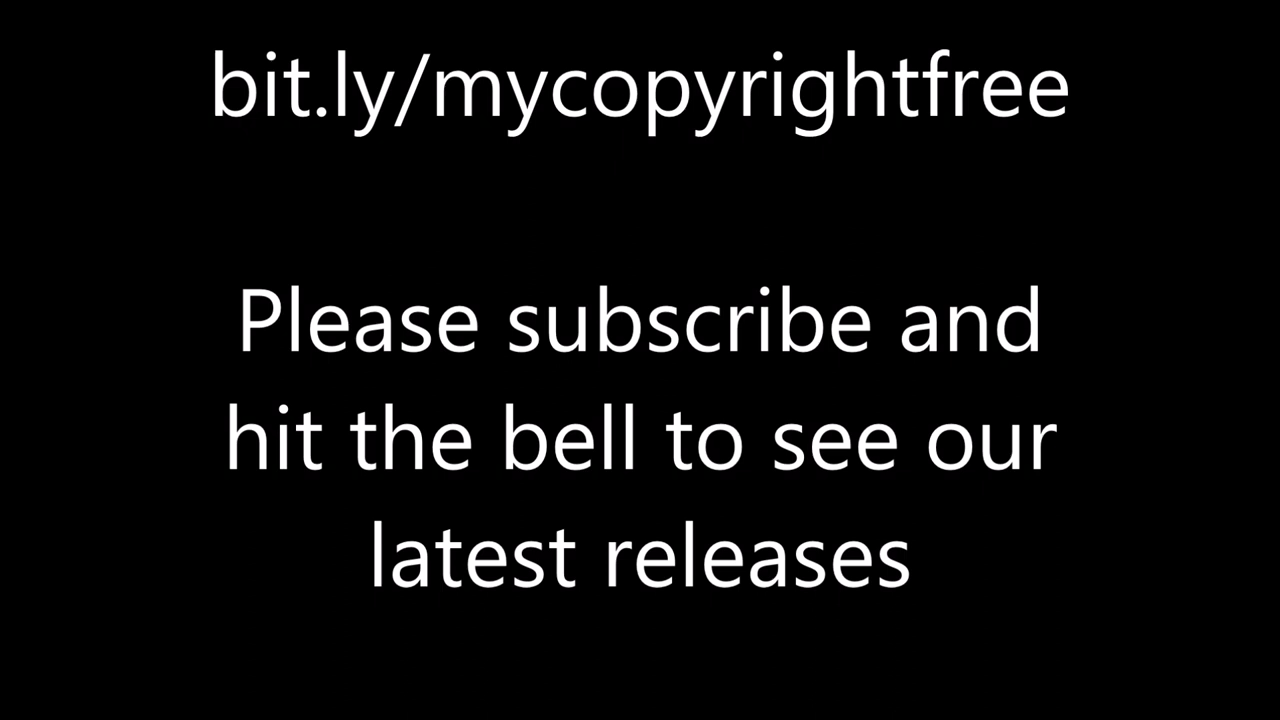 bit.ly/mycopyrightfree
Please subscribe and
hit the bell to see our
latest releases